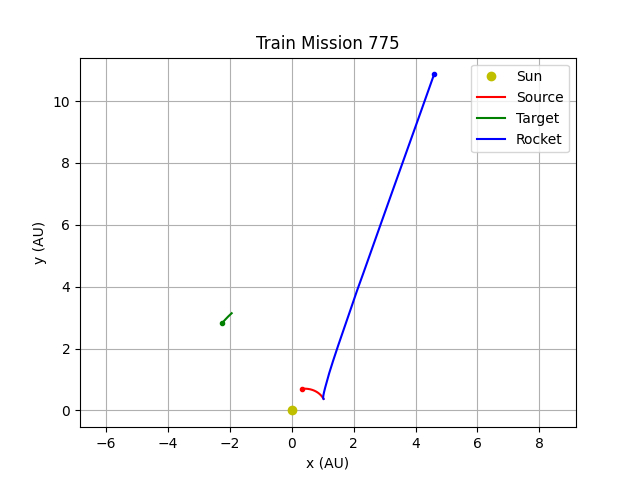 Train Mission 775
Sun
Source
Target
Rocket
10
8
6
4
2
0
y (AU)
−6
−4
−2
0
2
4
6
8
x (AU)